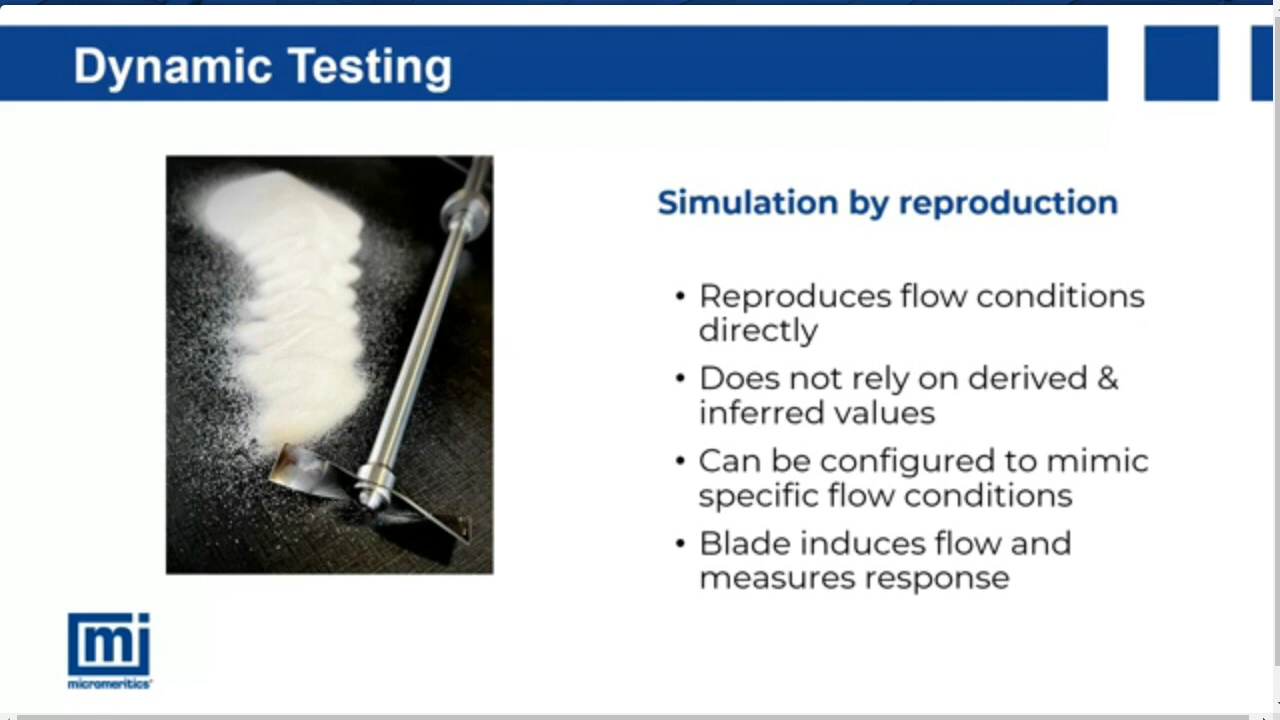 Dynamic Testing
Simulation by reproduction
• Reproduces flow conditions
directly
• Does not rely on derived &
inferred values
• Can be configured to mimic
specific flow conditions
• Blade induces flow and
measures response
mi
micromeritics®